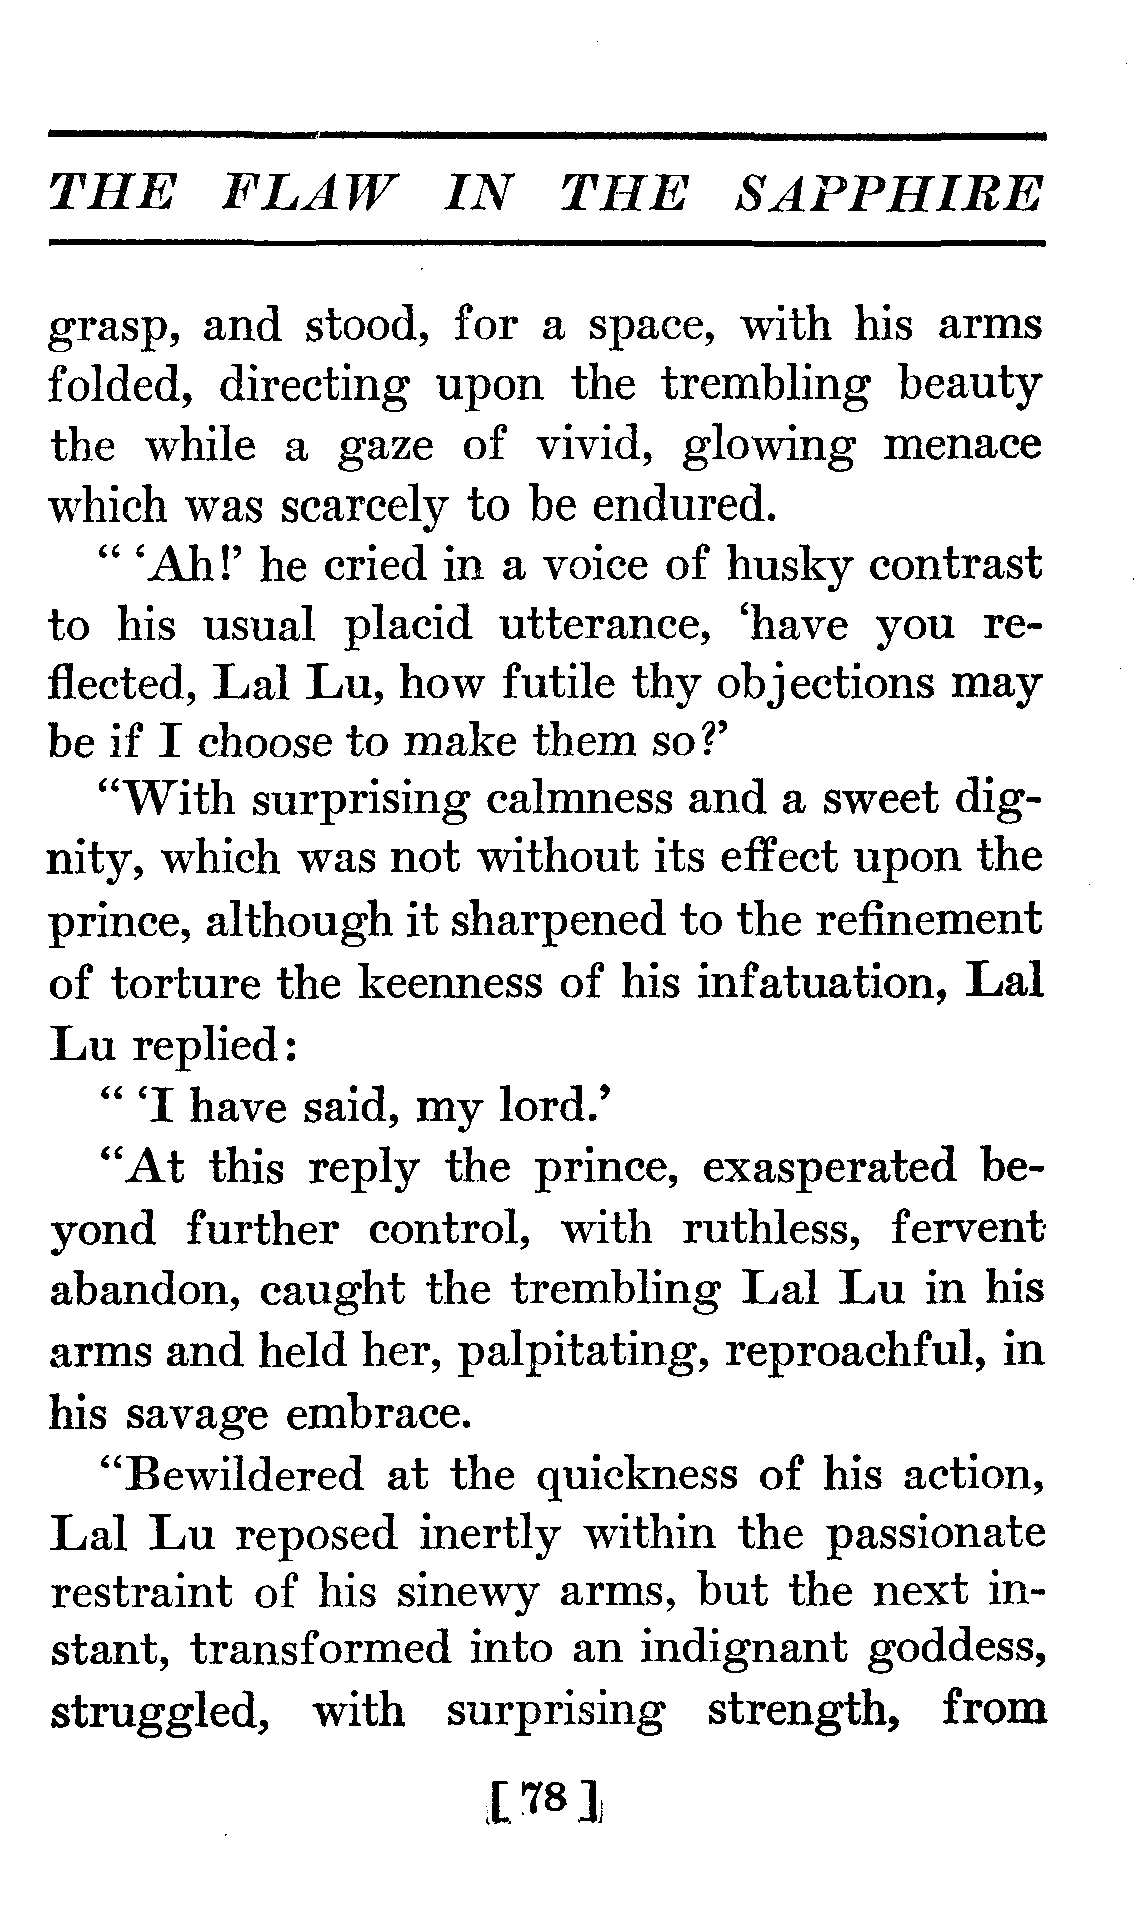 THE FLAW IN THE SAPPHIRE
grasp, and stood, for a space, with his arms
folded, directing upon the trembling beauty
the while a gaze of vivid, glowing menace
which was scarcely to be endured.
“ ‘Ah!’ he cried in a voice of husky contrast
to his usual placid utterance, ‘have you re-
flected, Lal Lu, how futile thy objections may
be if I choose to make them so?’
“With surprising calmness and a sweet dig-
nity, which was not without its effect upon the
prince, although it sharpened to the refinement
of torture the keenness of his infatuation, Lal
Lu replied:
“ ‘I have said, my lord.’
“At this reply the prince, exasperated be-
yond further control, with ruthless, fervent
abandon, caught the trembling Lal Lu in his
arms and held her, palpitating, reproachful, in
his savage embrace.
“Bewildered at the quickness of his action,
Lal Lu reposed inertly within the passionate
restraint of his sinewy arms, but the next in-
stant, transformed into an indignant goddess,
struggled, with surprising strength, from
[ 78 ]